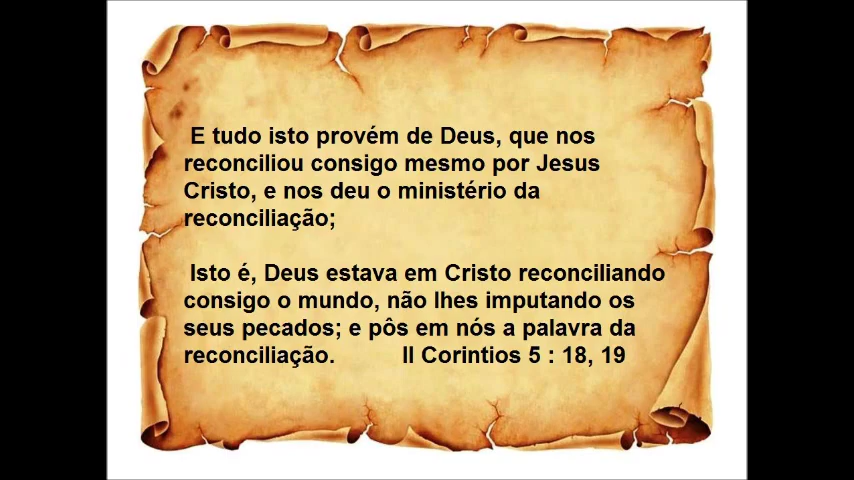 E tudo isto provém de Deus, que nos
reconciliou consigo mesmo por Jesus
Cristo, e nos deu o ministério da
reconciliação;
Isto é, Deus estava em Cristo reconciliando
consigo o mundo, não lhes imputando os
seus pecados; e pôs em nós a palavra da
reconciliação. II Corintios 5 : 18, 19